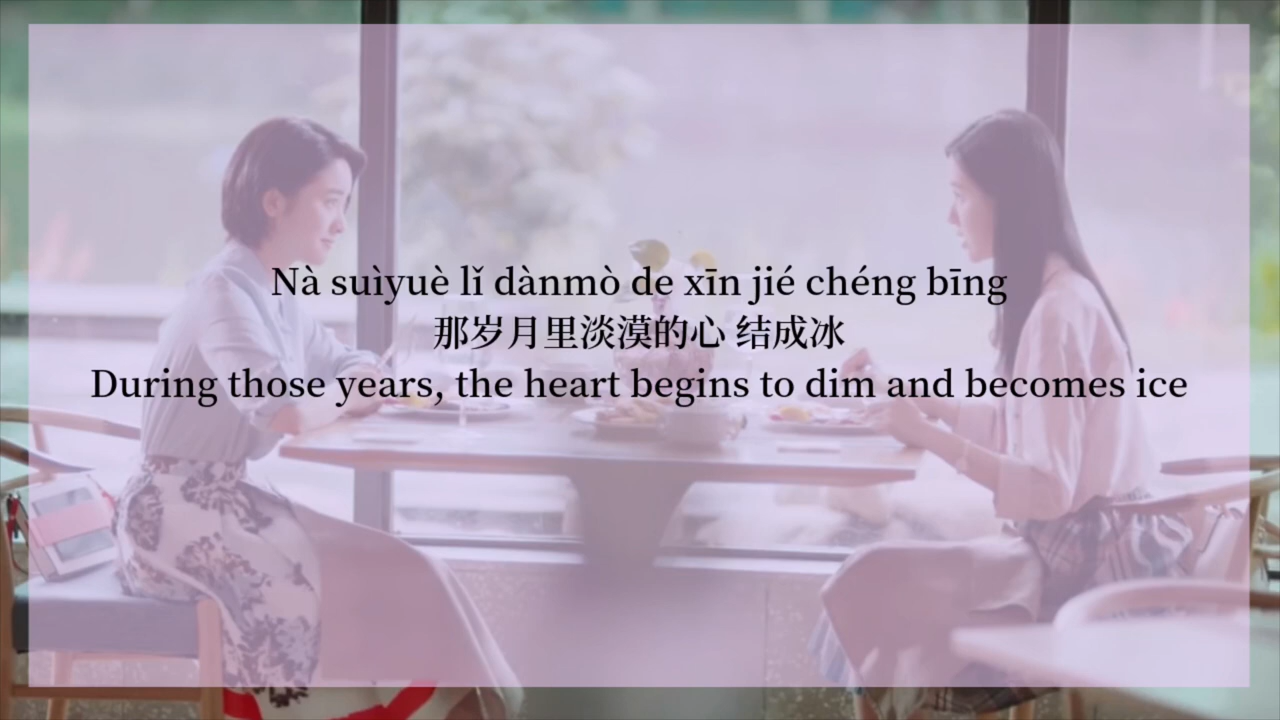 Nà suìyuè lǐ dànmò de xīn jié chéng bīng
那岁月里淡漠的心 结成冰
During those years, the heart begins to dim and becomes ice